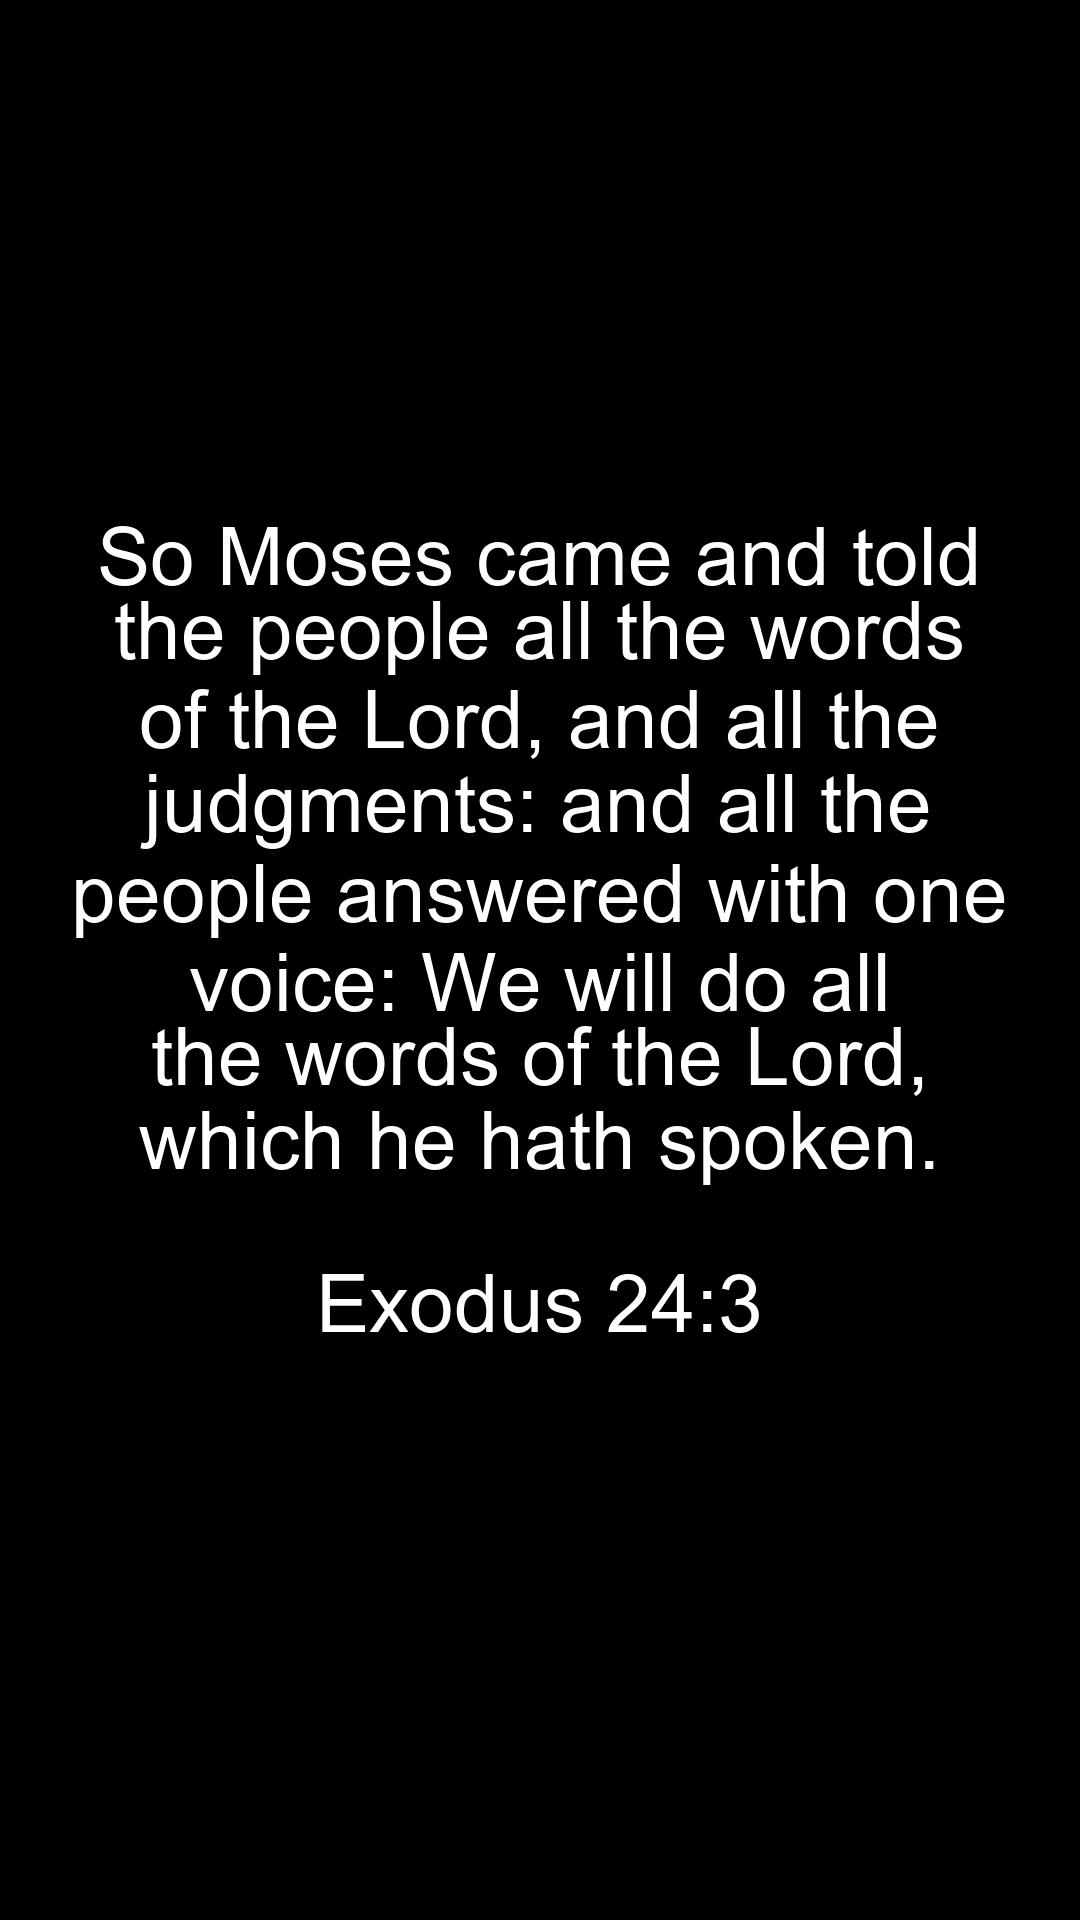 So Moses came and told
the people all the words
of the Lord, and all the
judgments: and all the
people answered with one
voice: We will do all
the words of the Lord,
which he hath spoken.
Exodus 24:3